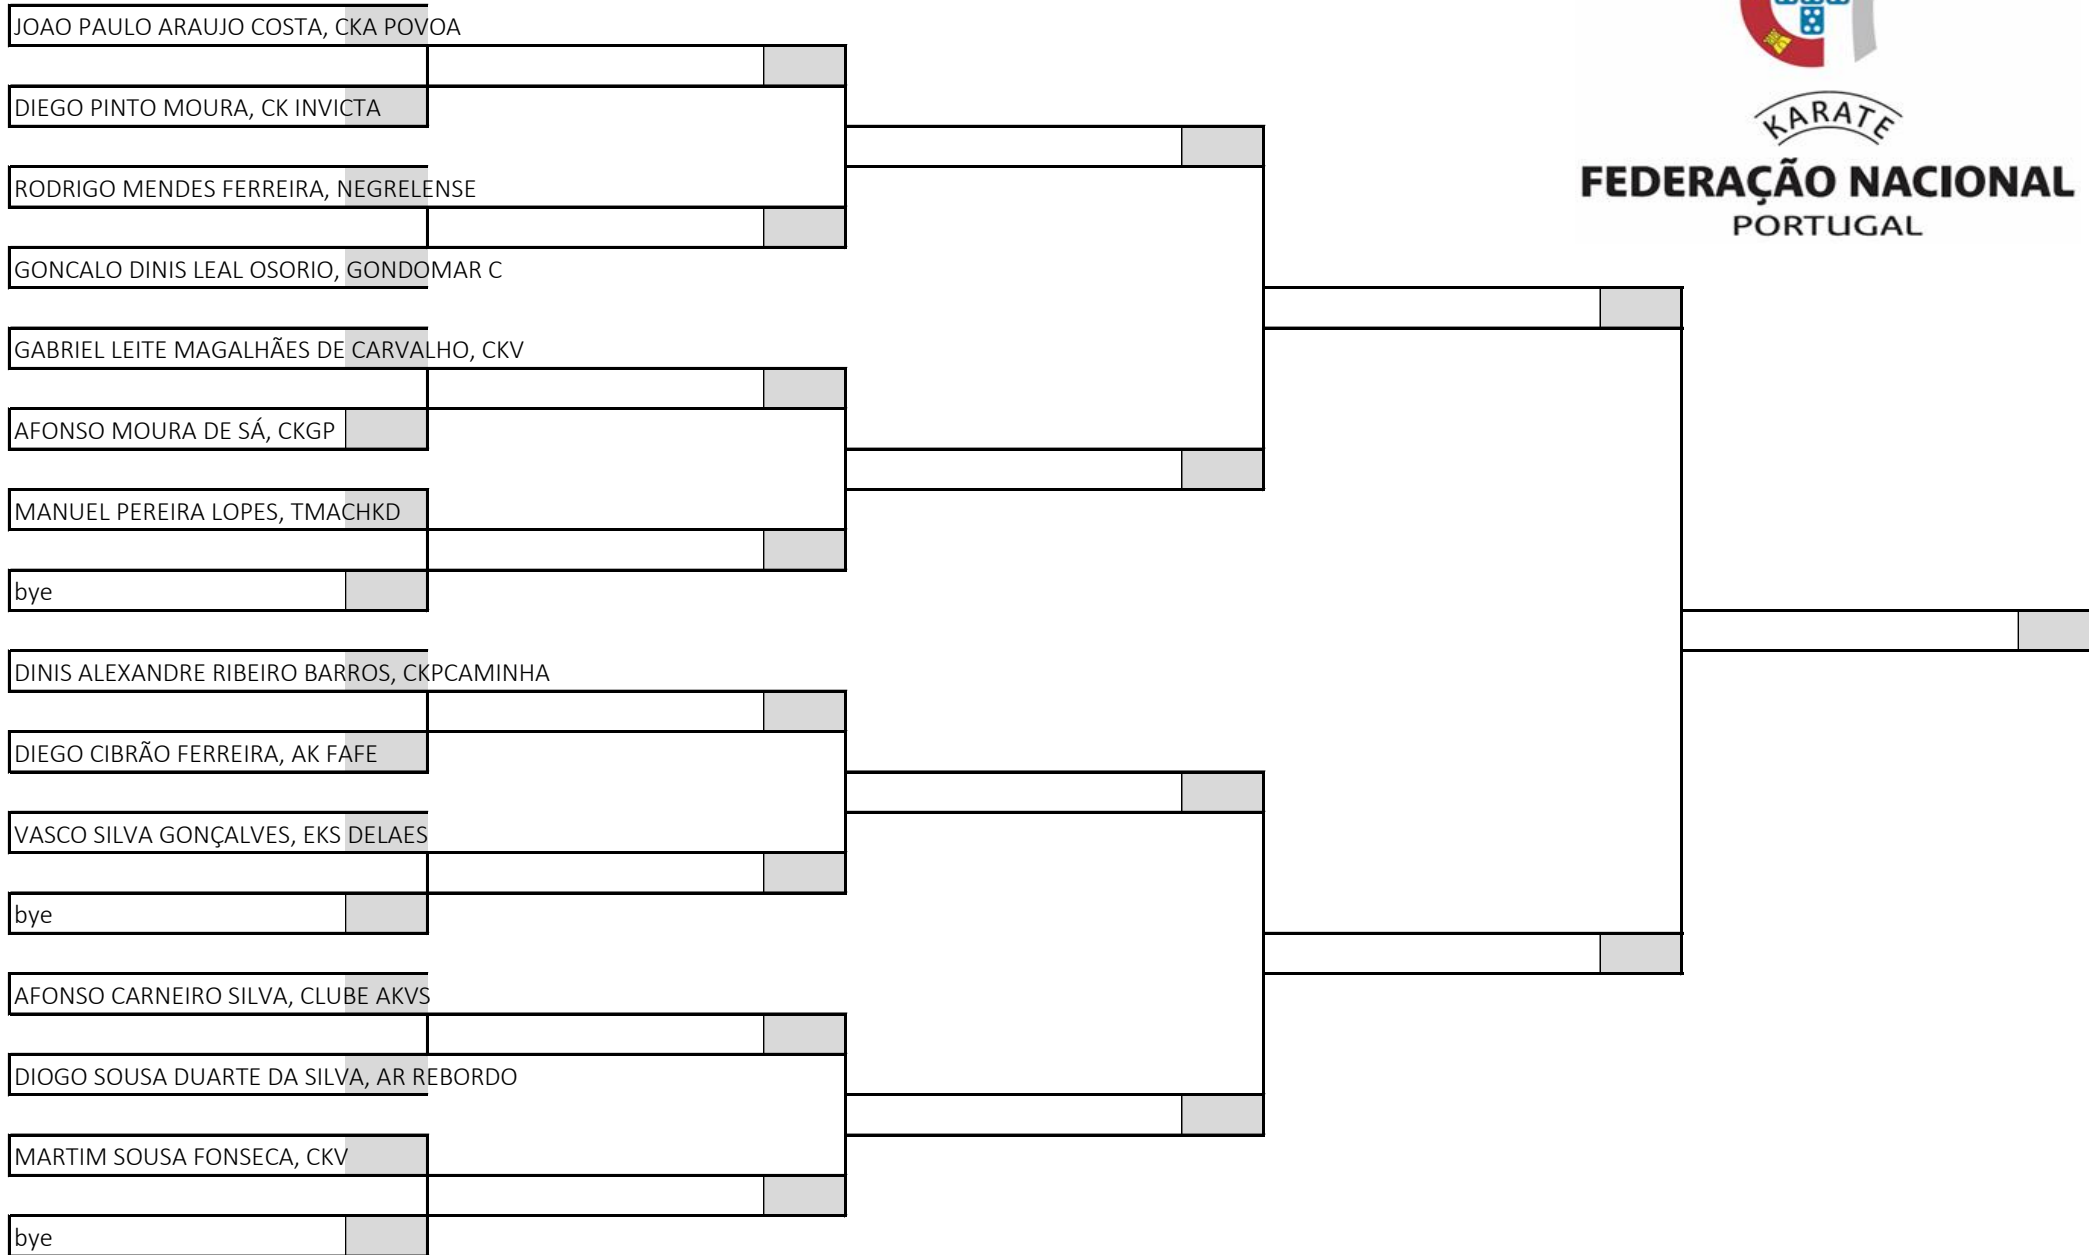 JOAO PAULO ARAUJO COSTA, CKA POVOA
DIEGO PINTO MOURA, CK INVICTA
RODRIGO MENDES FERREIRA, NEGRELENSE
GONCALO DINIS LEAL OSORIO, GONDOMAR C
GABRIEL LEITE MAGALHÃES DE CARVALHO, CKV
AFONSO MOURA DE SÁ, CKGP
MANUEL PEREIRA LOPES, TMACHKD
bye
DINIS ALEXANDRE RIBEIRO BARROS, CKPCAMINHA
DIEGO CIBRÃO FERREIRA, AK FAFE
VASCO SILVA GONÇALVES, EKS DELAES
bye
AFONSO CARNEIRO SILVA, CLUBE AKVS
DIOGO SOUSA DUARTE DA SILVA, AR REBORDO
MARTIM SOUSA FONSECA, CKV
bye
KARATE
FEDERAÇÃO NACIONAL
PORTUGAL